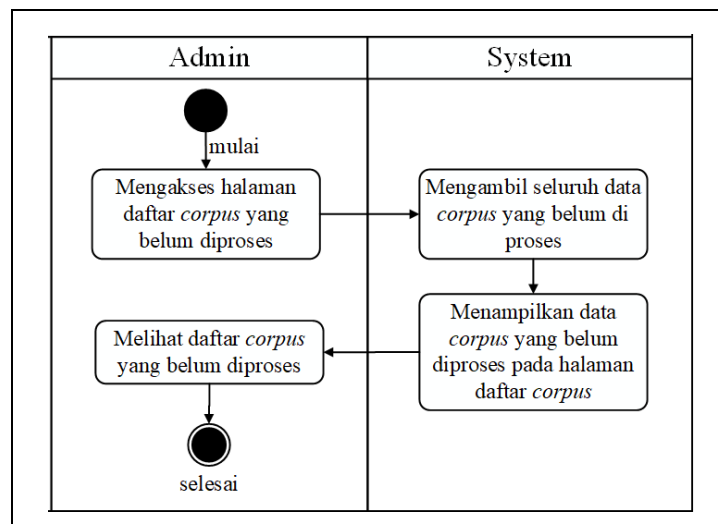 Admin
System
mulai
Mengakses halaman
daftar corpus yang
belum diproses
Mengambil seluruh data
corpus yang belum di
proses
Menampilkan data
corpus yang belum
diproses pada halaman
daftar corpus
Melihat daftar corpus
yang belum diproses
selesai